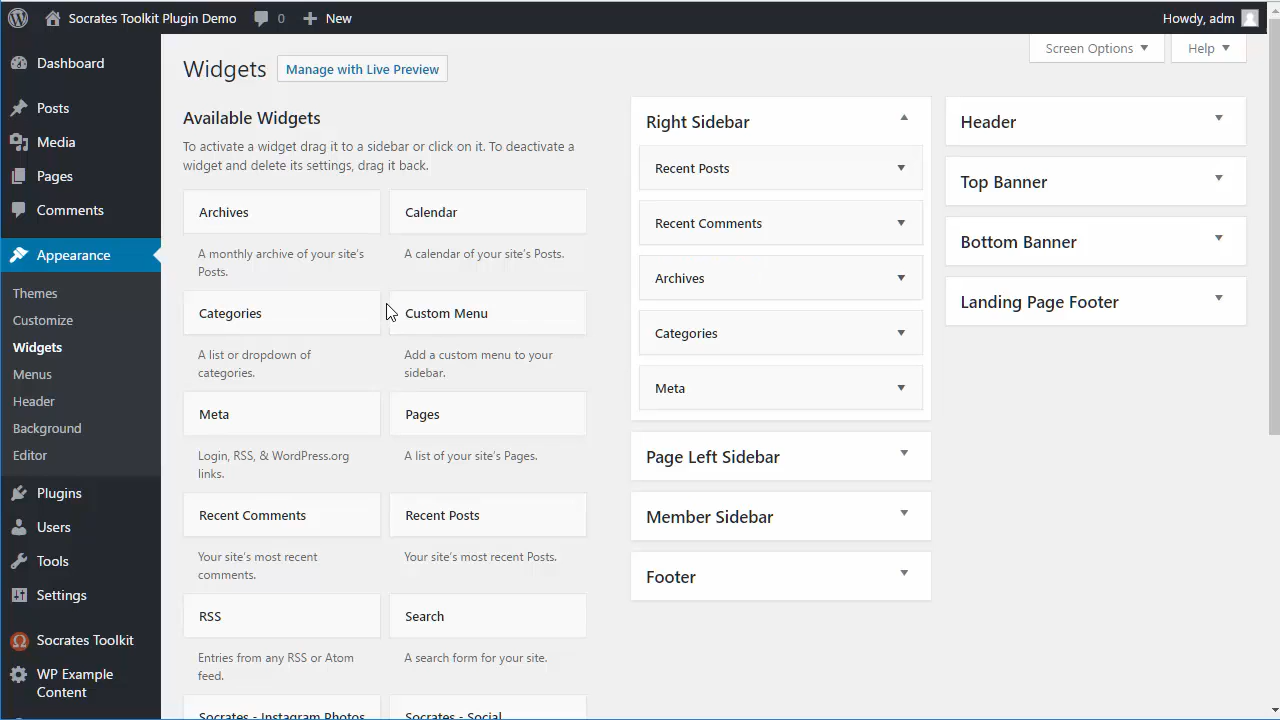 Socrates Toolkit Plugin Demo
0
New
Howdy, adm
Dashboard
Posts
Media
Pages
Comments
Appearance
Themes
Customize
Widgets
Menus
Header
Background
Editor
Plugins
Users
Tools
Settings
Socrates Toolkit
WP Example
Content
Screen Options
Help
Widgets
Manage with Live Preview
Available Widgets
To activate a widget drag it to a sidebar or click on it. To deactivate a
widget and delete its settings, drag it back.
Archives
A monthly archive of your site's
Posts.
Calendar
A calendar of your site's Posts.
Categories
A list or dropdown of
categories.
Custom Menu
Add a custom menu to your
sidebar.
Meta
Login, RSS, & WordPress.org
links.
Pages
A list of your site's Pages.
Recent Comments
Your site's most recent
comments.
Recent Posts
Your site's most recent Posts.
RSS
Entries from any RSS or Atom
feed.
Search
A search form for your site.
Socrates - Instagram Photos
Socrates - Social
Right Sidebar
Recent Posts
Recent Comments
Archives
Categories
Meta
Page Left Sidebar
Member Sidebar
Footer
Header
Top Banner
Bottom Banner
Landing Page Footer